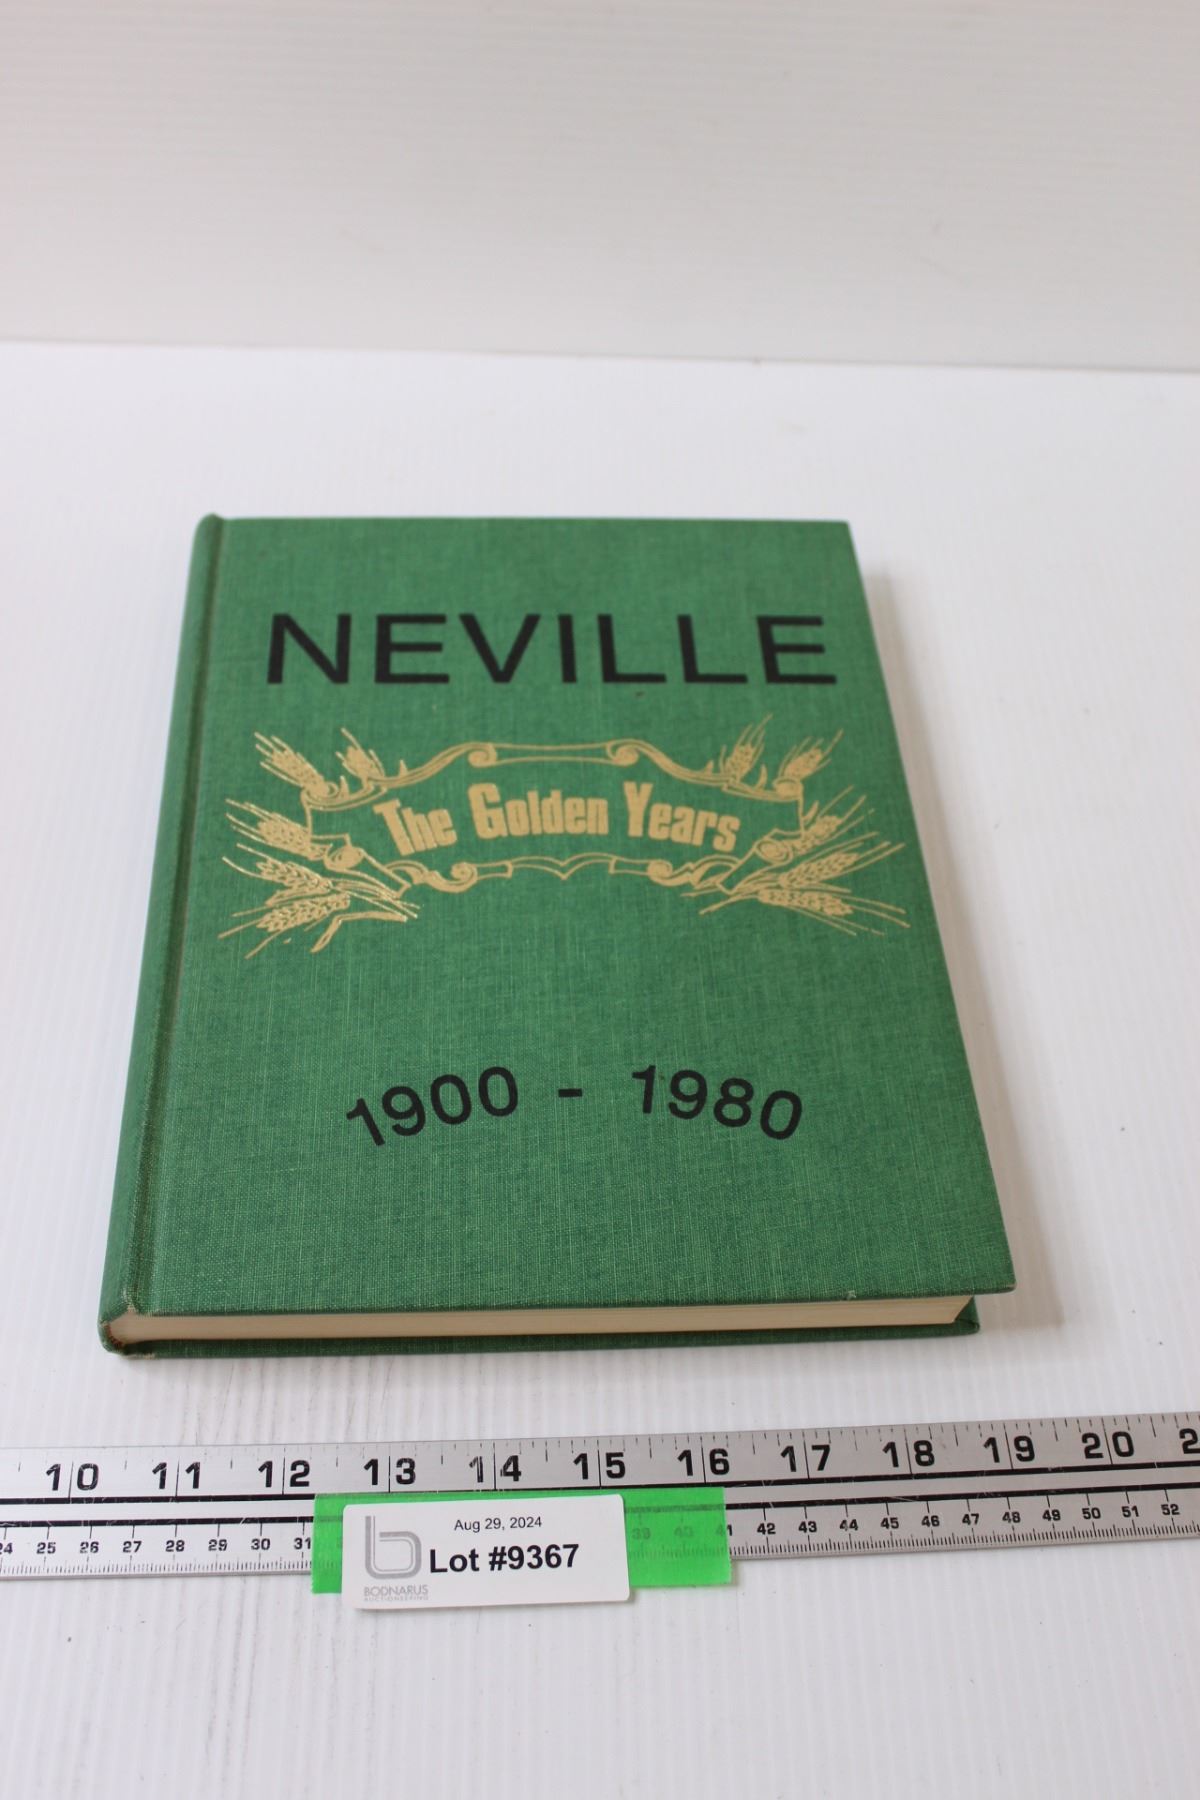 NEVILLE
The Golden Years
1900 - 1980
10 11 12 13 14 15 16 17 18 19 20 2
24 25 26 27 28 29 30 31 39 40 41 42 43 44 45 46 47 48 49 50 51 52
Aug 29, 2024
Lot #9367
BODNARUS
AUCTIONEERING